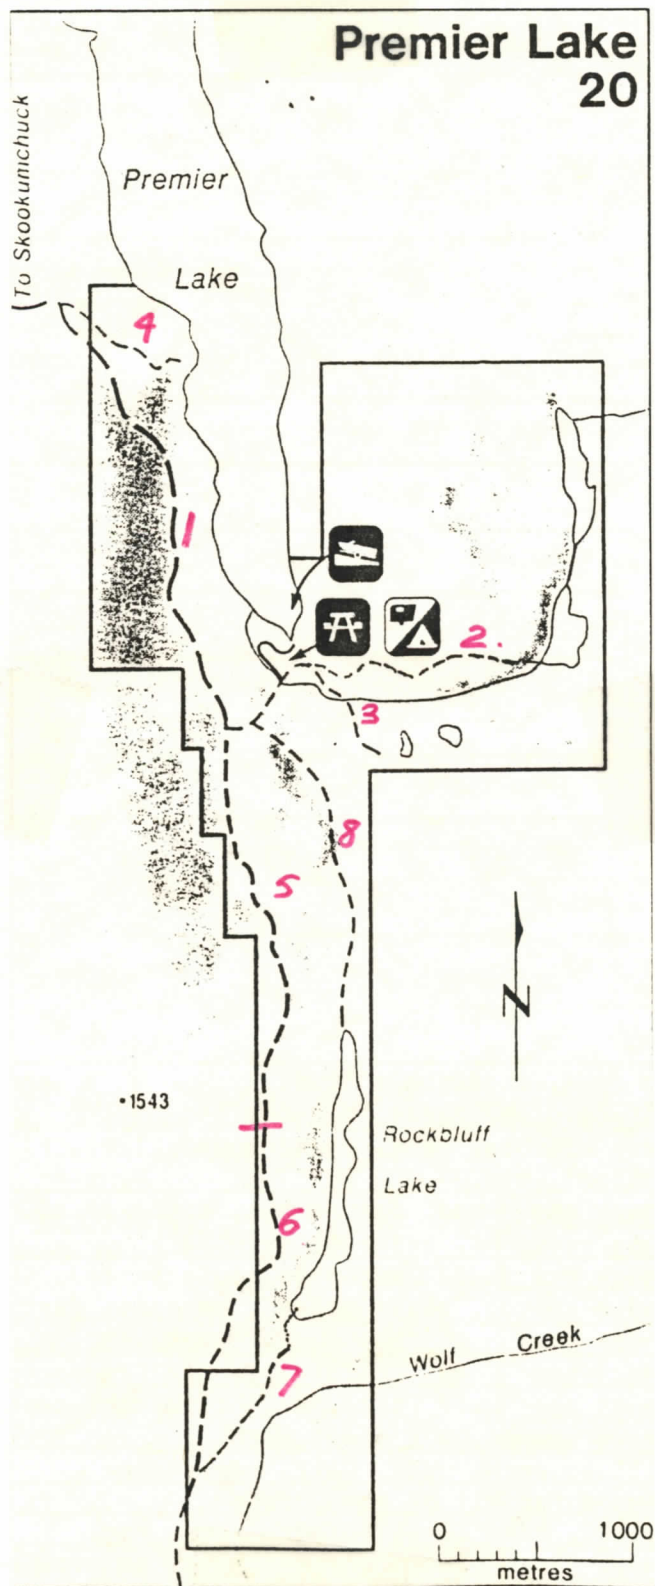 Premier Lake
20
(To Skookumchuck
Premier
Lake
4
1
2.
3
8
5
N
•1543
Rockbluff
Lake
6
Wolf Creek
7
0 1000
metres